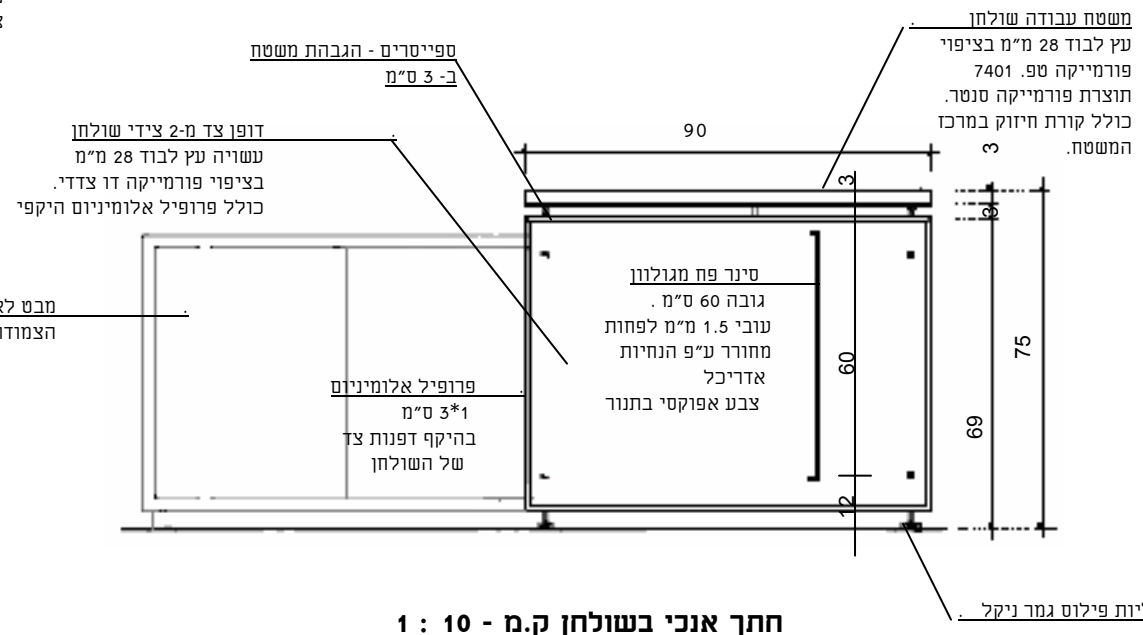 משטח עבודה שולחן
עץ לבוד 28 מ״מ בציפוי
פורמייקה טפ. 7401
תוצרת פורמייקה סנטר.
כולל קורת חיזוק במרכז
המשטח.
ספייסרים - הגבהת משטח
ב- 3 ס״מ
דופן צד מ-2 צידי שולחן
עשויה עץ לבוד 28 מ״מ
בציפוי פורמייקה דו צדדי.
כולל פרופיל אלומיניום היקפי
90
3
3
3
75
69
60
12
סינר פח מגולוון
גובה 60 ס״מ .
עובי 1.5 מ״מ לפחות
מחורר ע״פ הנחיות
אדריכל
צבע אפוקסי בתנור
מבט
הצמודה
פרופיל אלומיניום
3*1 ס״מ
בהיקף דפנות צד
של השולחן
פילוס גמר ניקל .
חתך אנכי בשולחן ק.מ - 10 : 1